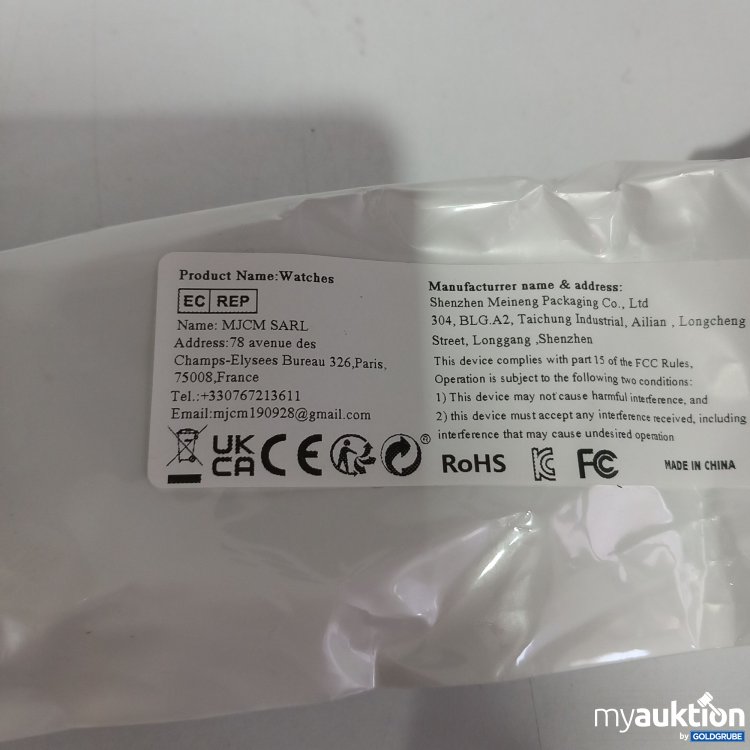 Product Name:Watches
EC REP
Name: MJCM SARL
Address:78 avenue des
Champs-Elysees Bureau 326,Paris,
75008,France
Tel.:+330767213611
Email:mjcm190928@gmail.com
Manufacturrer name & address:
Shenzhen Meineng Packaging Co., Ltd
304, BLG.A2, Taichung Industrial, Ailian , Longcheng
Street, Longgang ,Shenzhen
This device complies with part 15 of the FCC Rules,
Operation is subject to the following two conditions:
1) This device may not cause harmful interference, and
2) this device must accept any interference received, including
interference that may cause undesired operation
UK
CA CE ® RoHS FC MADE IN CHINA
myauktion
by GOLDGRUBE